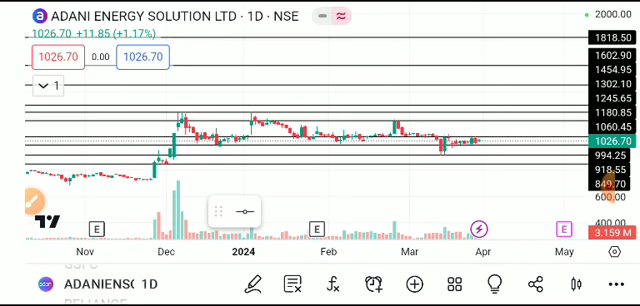 ADANI ENERGY SOLUTION LTD · 1D · NSE
2000.00
1026.70 +11.85 (+1.17%)
1818.50
1026.70 0.00 1026.70
1602.90
1454.95
1
1302.10
1245.65
1180.85
1060.45
1026.70
994.25
918.55
849.70
600.00
400.00
E E E
3.159 M
Nov Dec 2024 Feb Mar Apr May
adani ADANIENSO 1D
RELIANCE